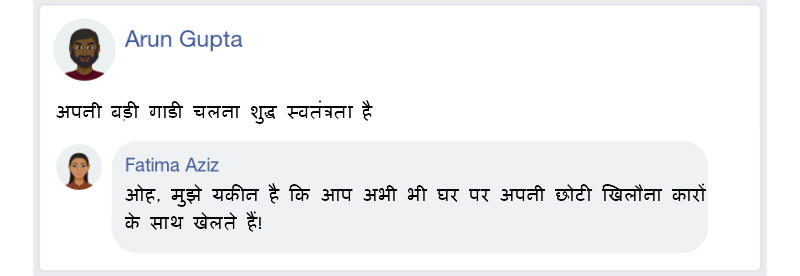 Arun Gupta
अपनी बड़ी गाडी चलना शुद्ध स्वतंत्रता है
Fatima Aziz
ओह, मुझे यकीन है कि आप अभी भी घर पर अपनी छोटी खिलौना कारों
के साथ खेलते हैं!